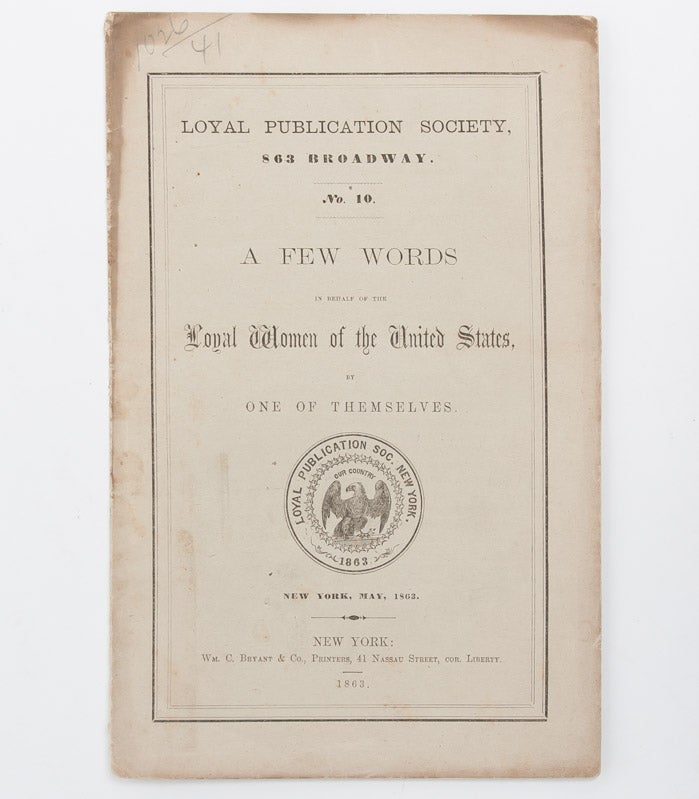 1026/41
LOYAL PUBLICATION SOCIETY,
863 BROADWAY.
No. 10.
A FEW WORDS
IN BEHALF OF THE
Loyal Women of the United States,
BY
ONE OF THEMSELVES.
LOYAL PUBLICATION SOC. NEW YORK.
OUR COUNTRY
1863
NEW YORK, MAY, 1863.
NEW YORK:
WM. C. BRYANT & CO., PRINTERS, 41 NASSAU STREET, COR. LIBERTY.
1863.